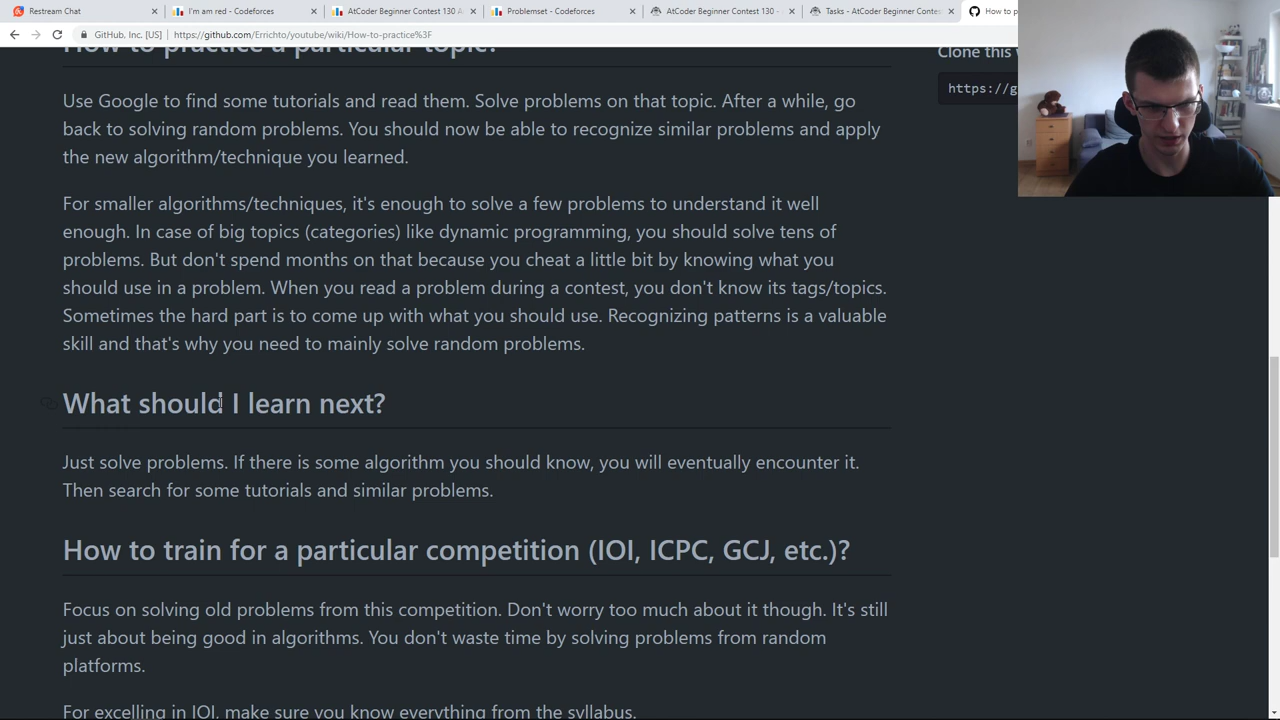 Restream Chat
I'm am red - Codeforces
AtCoder Beginner Contest 130 A
Problemset - Codeforces
AtCoder Beginner Contest 130 -
Tasks - AtCoder Beginner Contes
How to p
GitHub, Inc. [US]
https://github.com/Errichto/youtube/wiki/How-to-practice%3F
How to practice a particular topic?
Clone this
https://g
Use Google to find some tutorials and read them. Solve problems on that topic. After a while, go
back to solving random problems. You should now be able to recognize similar problems and apply
the new algorithm/technique you learned.
For smaller algorithms/techniques, it's enough to solve a few problems to understand it well
enough. In case of big topics (categories) like dynamic programming, you should solve tens of
problems. But don't spend months on that because you cheat a little bit by knowing what you
should use in a problem. When you read a problem during a contest, you don't know its tags/topics.
Sometimes the hard part is to come up with what you should use. Recognizing patterns is a valuable
skill and that's why you need to mainly solve random problems.
What should I learn next?
Just solve problems. If there is some algorithm you should know, you will eventually encounter it.
Then search for some tutorials and similar problems.
How to train for a particular competition (IOI, ICPC, GCJ, etc.)?
Focus on solving old problems from this competition. Don't worry too much about it though. It's still
just about being good in algorithms. You don't waste time by solving problems from random
platforms.
For excelling in IOI, make sure you know everything from the syllabus.